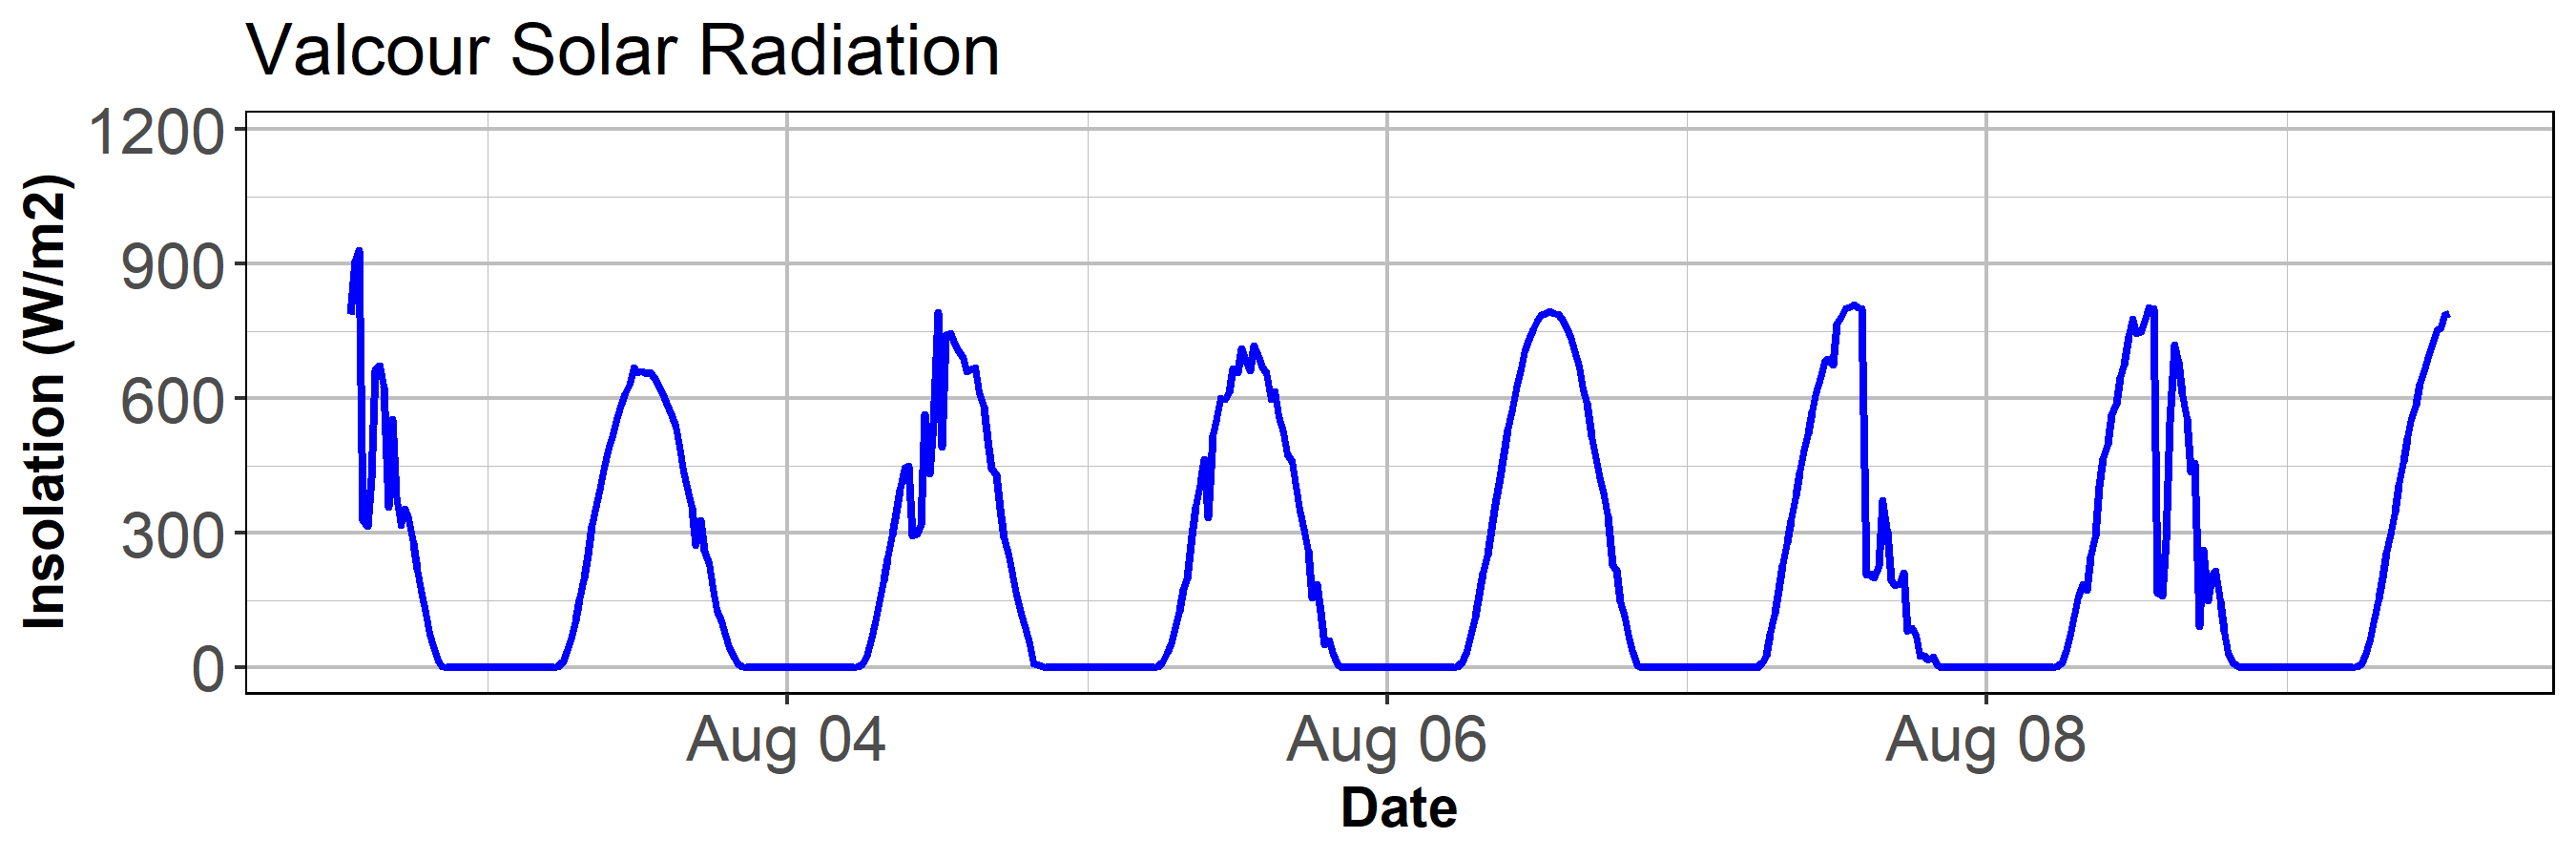 Valcour Solar Radiation
1200
900
600
300
0
Insolation (W/m2)
Aug 04
Aug 06
Aug 08
Date